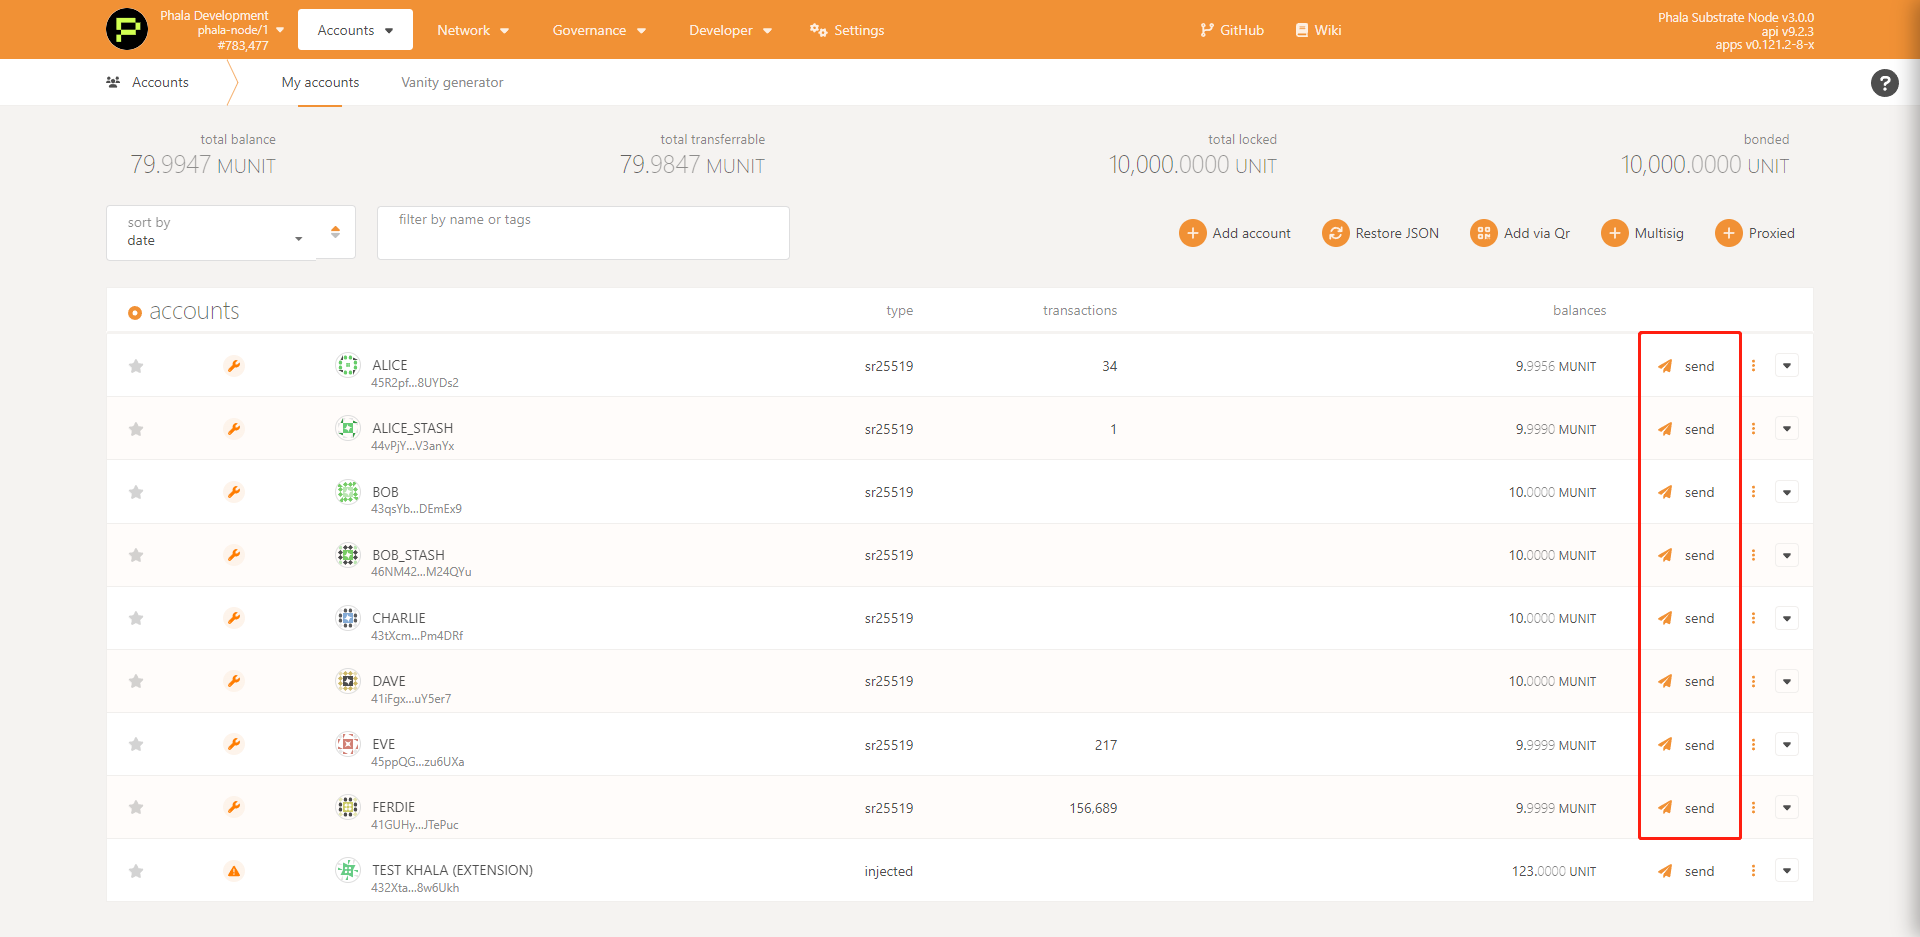 Phala Development
phala-node/1
#783,477
Accounts
Network
Governance
Developer
Settings
GitHub
Wiki
Phala Substrate Node v3.0.0
api v9.2.3
apps v0.121.2-8-x
Accounts
My accounts
Vanity generator
?
total balance
79.9947 MUNIT
total transferrable
79.9847 MUNIT
total locked
10,000.0000 UNIT
bonded
10,000.0000 UNIT
sort by
date
filter by name or tags
Add account
Restore JSON
Add via Qr
Multisig
Proxied
accounts type transactions balances
ALICE
45R2pf...8UYDs2
sr25519 34 9.9956 MUNIT send
ALICE_STASH
44vPjY...V3anYx
sr25519 1 9.9990 MUNIT send
BOB
43qsYb...DEmEx9
sr25519 10.0000 MUNIT send
BOB_STASH
46NM42...M24QYu
sr25519 10.0000 MUNIT send
CHARLIE
43tXcm...Pm4DRf
sr25519 10.0000 MUNIT send
DAVE
41iFgx...uY5er7
sr25519 10.0000 MUNIT send
EVE
45ppQG...zu6UXa
sr25519 217 9.9999 MUNIT send
FERDIE
41GUHy...JTePuc
sr25519 156,689 9.9999 MUNIT send
TEST KHALA (EXTENSION)
432Xta...8w6Ukh
injected 123.0000 UNIT send